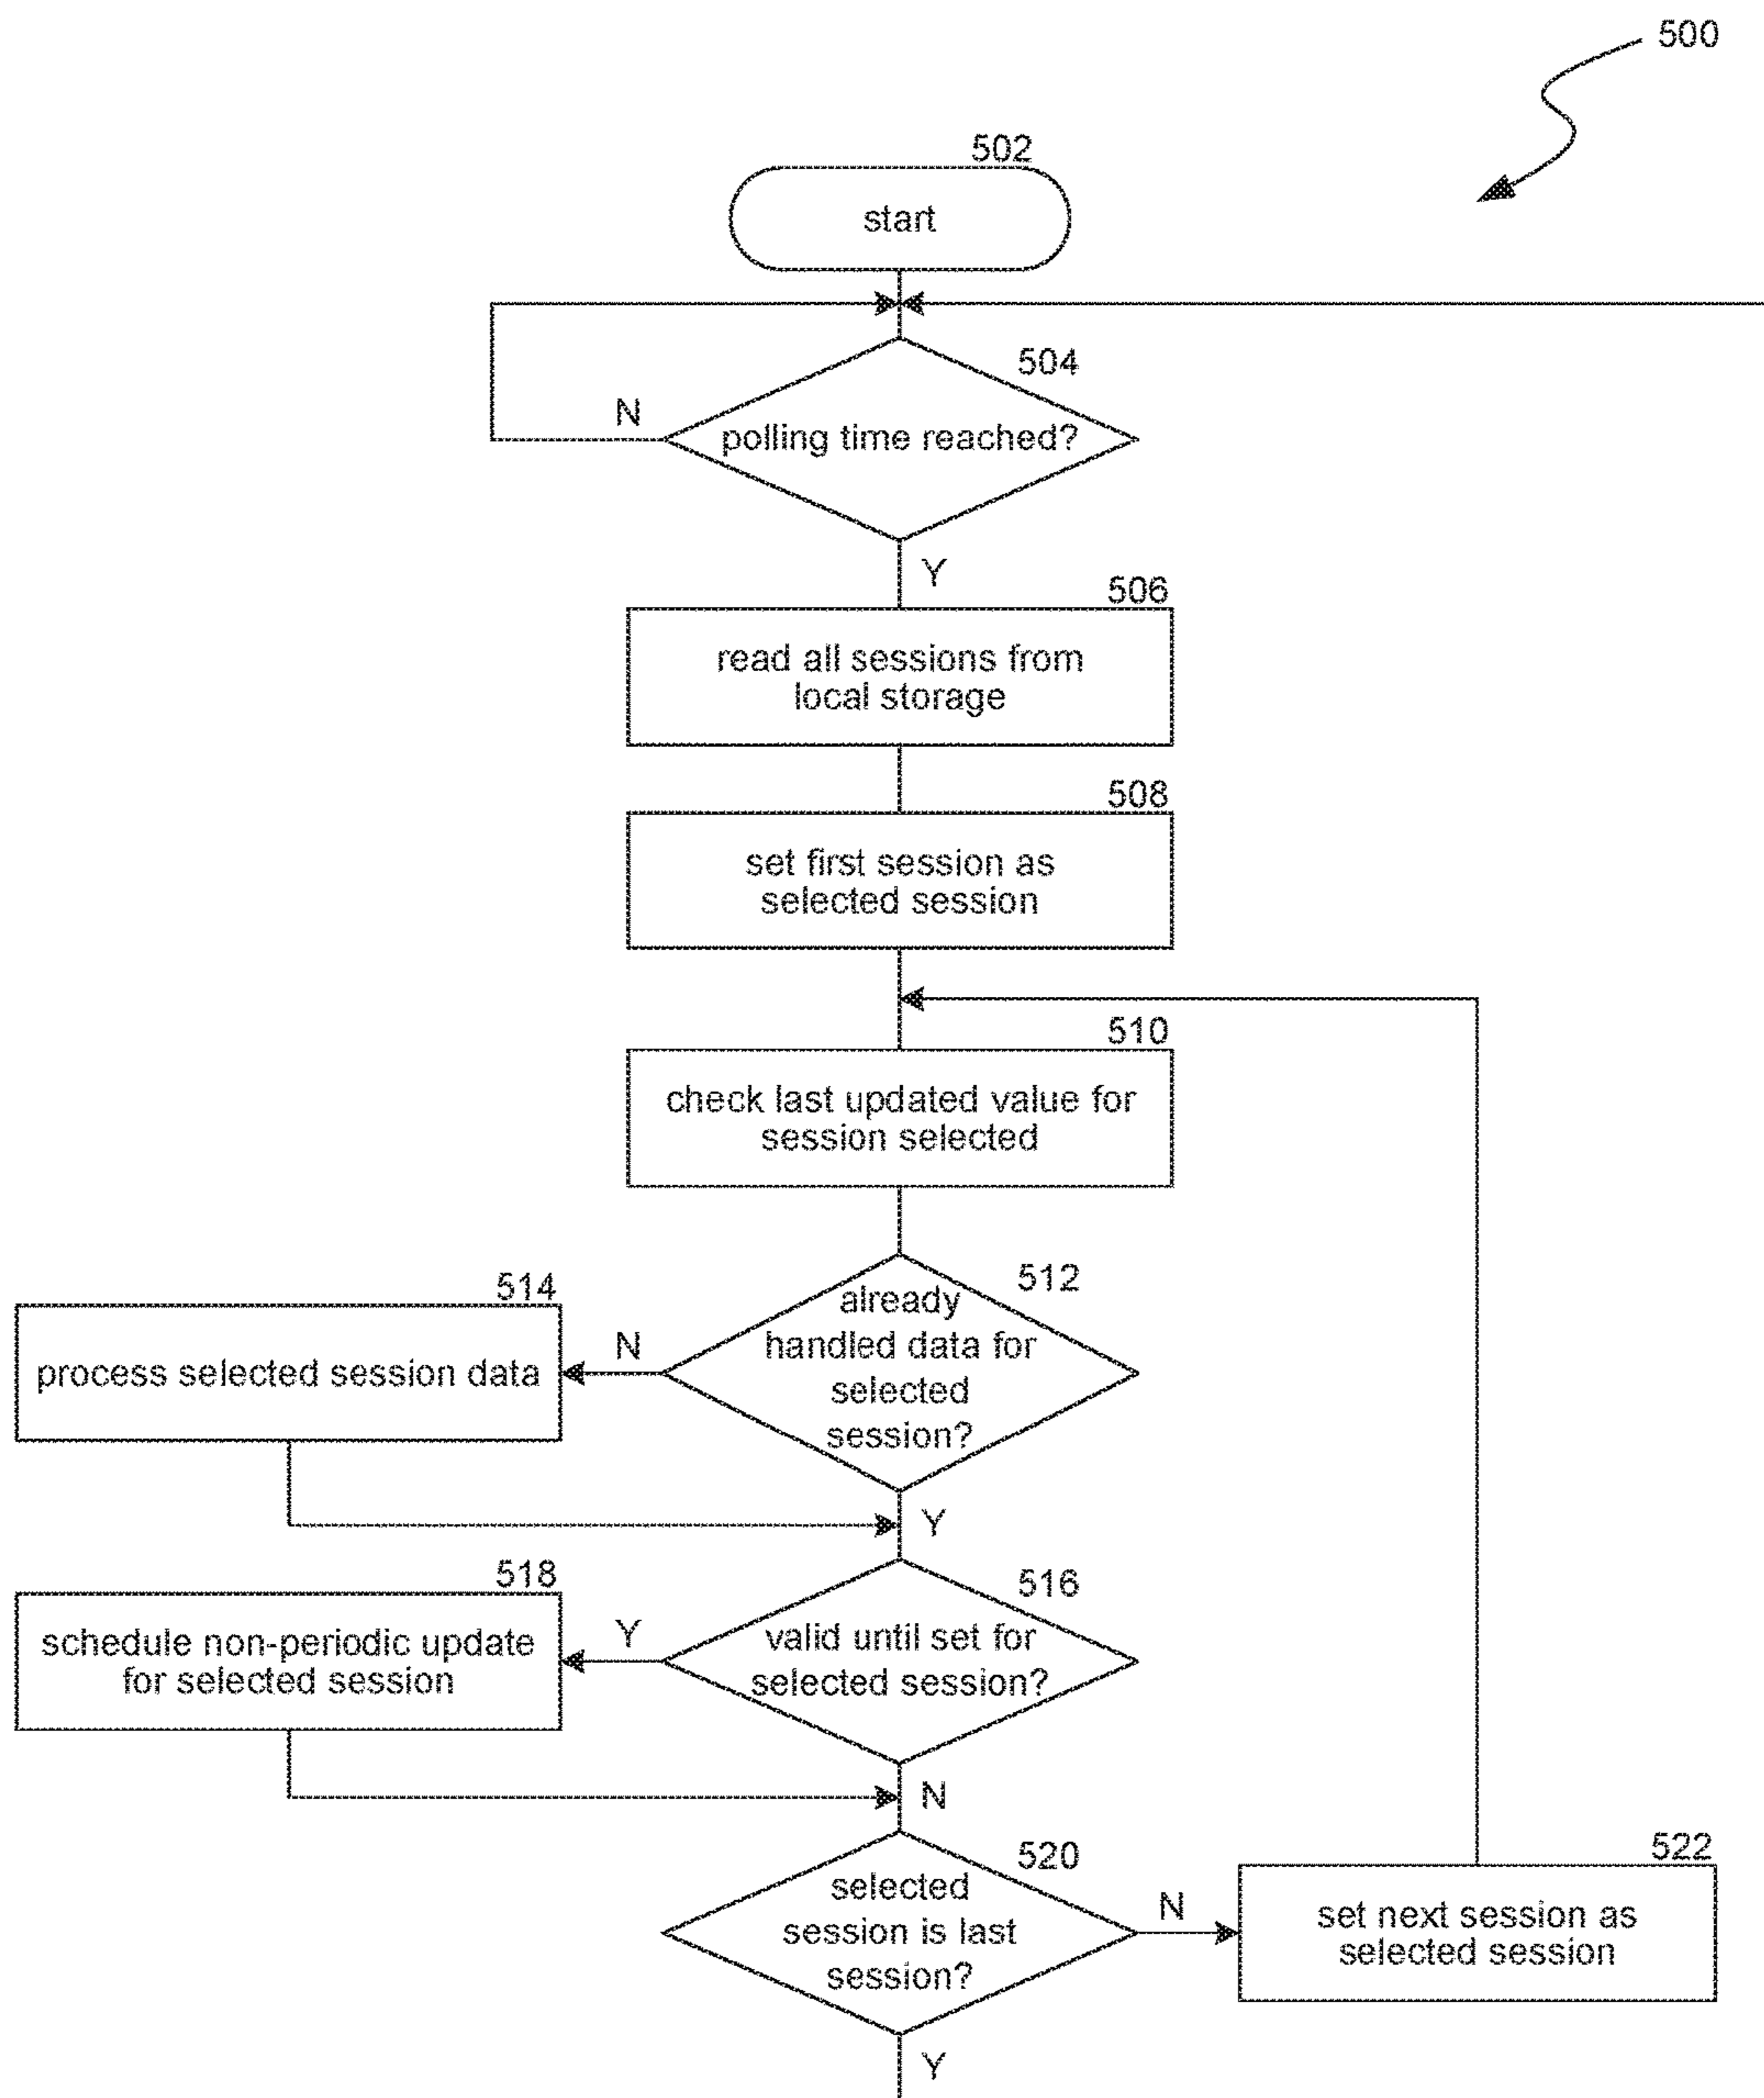 500
502
start
504
N
polling time reached?
Y
506
read all sessions from
local storage
508
set first session as
selected session
510
check last updated value for
session selected
512
514
already
handled data for
selected
session?
N
process selected session data
Y
516
518
valid until set for
selected session?
Y
schedule non-periodic update
for selected session
N
520
522
selected
session is last
session?
N
set next session as
selected session
Y